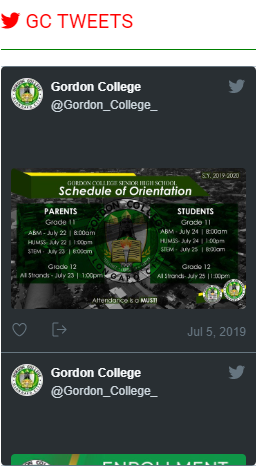 GC TWEETS
Gordon College
@Gordon_College_
S.Y. 2019-2020
GORDON COLLEGE SENIOR HIGH SCHOOL
Schedule of Orientation
PARENTS
Grade 11
ABM - July 22 | 8:00am
HUMSS- July 22 | 1:00pm
STEM - July 23 | 8:00am
Grade 12
All Strands - July 23 | 1:00pm
STUDENTS
Grade 11
ABM - July 24 | 8:00am
HUMSS- July 24 | 1:00pm
STEM - July 25 | 8:00am
Grade 12
All Strands- July 25 | 1:00pm
Attendance is a MUST!
Jul 5, 2019
Gordon College
@Gordon_College_
ENROLLMENT